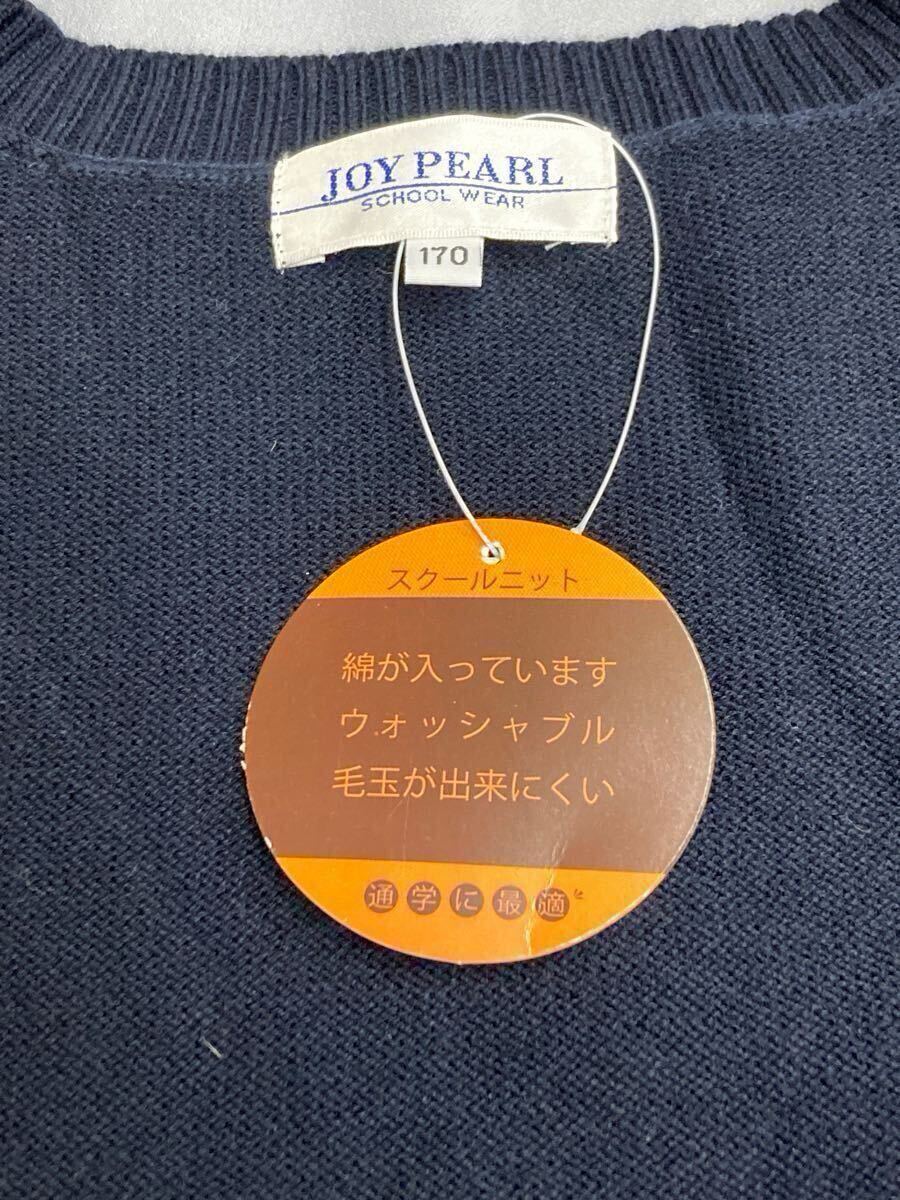 JOY PEARL
SCHOOL WEAR
170
スクールニット
綿が入っています
ウォッシャブル
毛玉が出来にくい
通学に最適